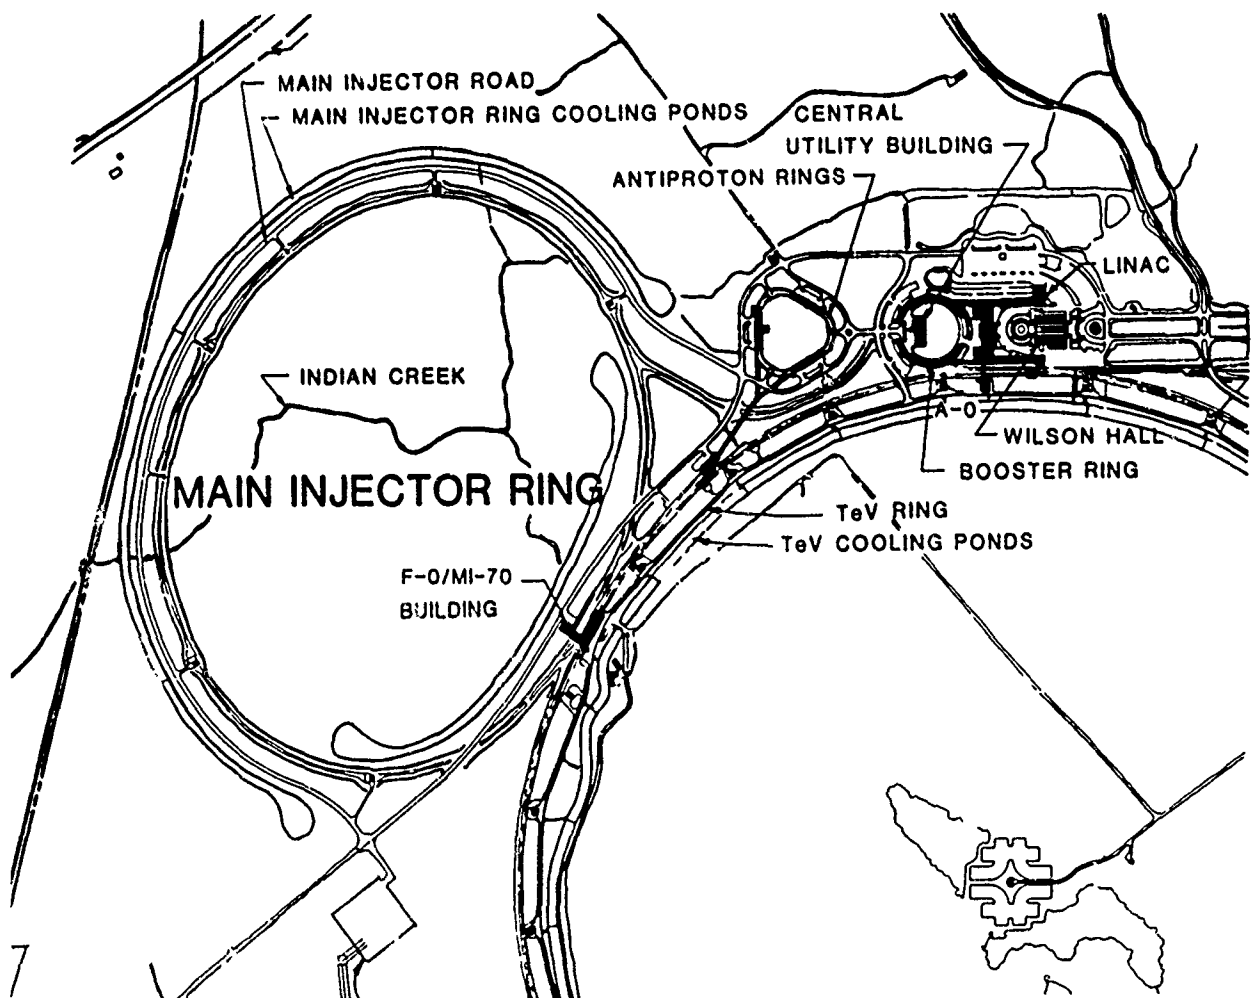 MAIN INJECTOR ROAD
MAIN INJECTOR RING COOLING PONDS
CENTRAL
UTILITY BUILDING
ANTIPROTON RINGS
LINAC
INDIAN CREEK
A-0
WILSON HALL
BOOSTER RING
MAIN INJECTOR RING
TeV RING
TeV COOLING PONDS
F-0/MI-70
BUILDING